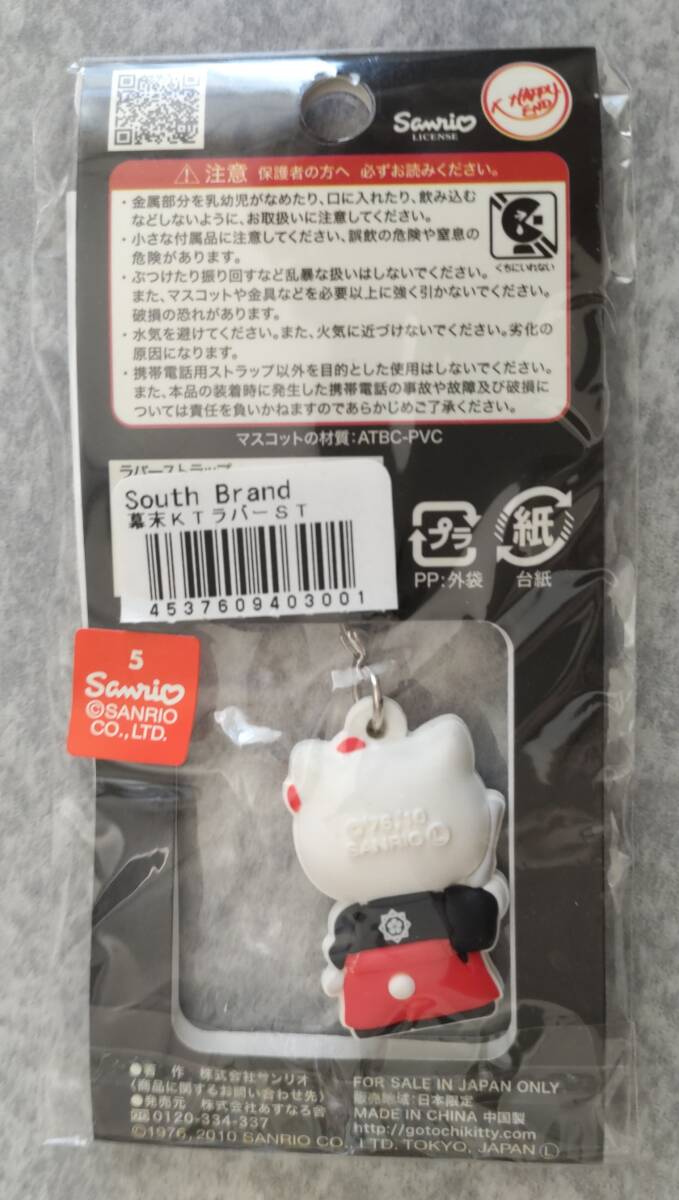 Sanrio
LICENSE
HAPPY
END
注意 保護者の方へ 必ずお読みください。
・金属部分を乳幼児がなめたり、口に入れたり、飲み込む
などしないように、お取扱いに注意してください。
・小さな付属品に注意してください、誤飲の危険や窒息の
危険があります。
くちにいれない
・ぶつけたり振り回すなど乱暴な扱いはしないでください。
また、マスコットや金具などを必要以上に強く引かないでください。
破損の恐れがあります。
・水気を避けてください。また、火気に近づけないでください。劣化の
原因になります。
・携帯電話用ストラップ以外を目的とした使用はしないでください。
また、本品の装着時に発生した携帯電話の事故や故障及び破損に
ついては責任を負いかねますのであらかじめご了承ください。
マスコットの材質:ATBC-PVC
ラバーストラップ
South Brand
幕末KTラバーST
4537609403001
プラ
PP:外袋
紙
台紙
5
Sanrio
©SANRIO
CO.,LTD.
'76/'10
SANRIO Ⓛ
●著 作 株式会社サンリオ
〈商品に関するお問い合わせ先〉
●発売元 株式会社あすなろ舎
0120-334-337
©1976, 2010 SANRIO CO., LTD. TOKYO, JAPAN Ⓛ
FOR SALE IN JAPAN ONLY
販売地域:日本限定
MADE IN CHINA 中国製
http://gotochikitty.com/